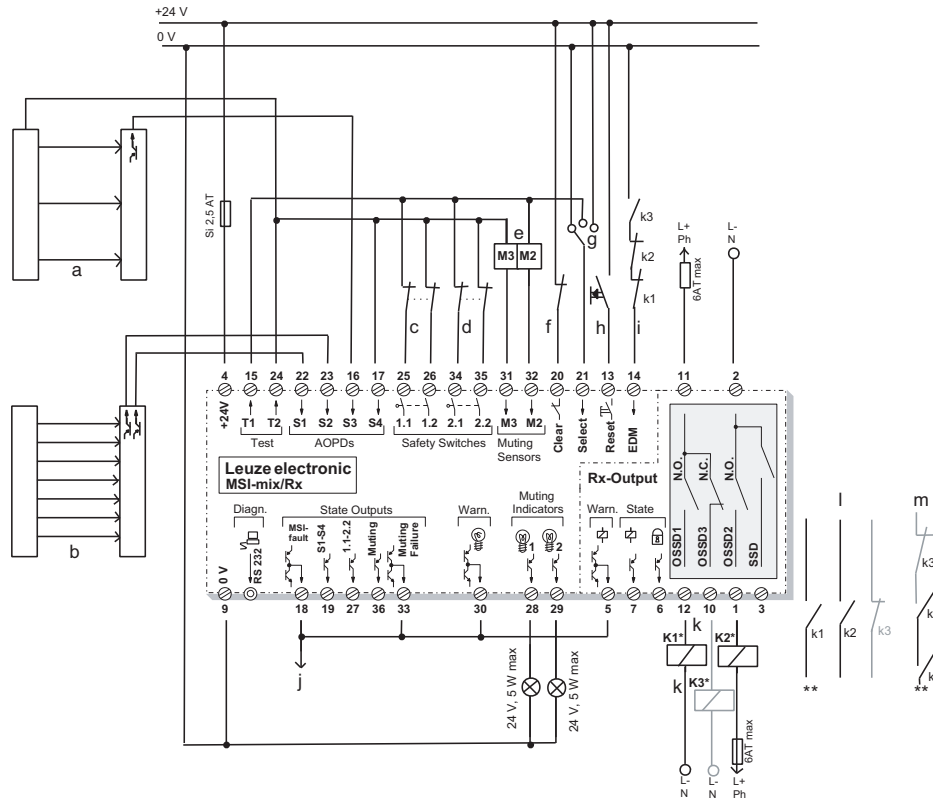 +24 V
0 V
Si 2,5 AT
a
b
c
d
e
M3 M2
f
g
h
i
k3
k2
k1
L+
Ph
6AT max
L-
N
4 15 24 22 23 16 17 25 26 34 35 31 32 20 21 13 14 11 2
+24V
T1 T2 S1 S2 S3 S4 1.1 1.2 2.1 2.2 M3 M2
Clear
Select
Reset
EDM
Test AOPDs Safety Switches Muting
Sensors
Leuze electronic
MSI-mix/Rx
Rx-Output
N.O.
N.C.
N.O.
OSSD1
OSSD3
OSSD2
SSD
Diagn.
State Outputs
Warn.
Muting
Indicators
Warn. State
0 V
RS 232
MSI-
fault
S1-S4
1.1-2.2
Muting
Muting
Failure
1 2
9 18 19 27 36 33 30 28 29 5 7 6 12 10 1 3
j
24 V, 5 W max
24 V, 5 W max
k
K1*
K2*
k
K3*
6AT max
L-
N
L-
N
L+
Ph
l
k1
k2
k3
**
m
k3
**